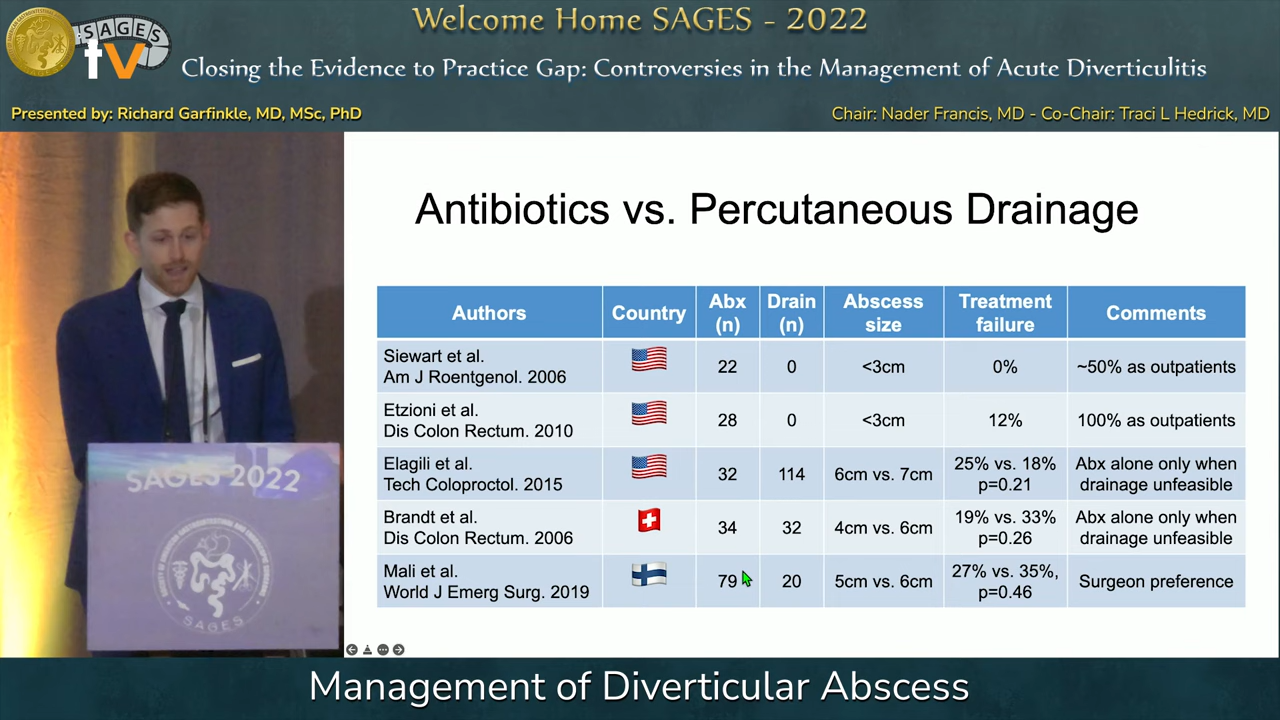 Welcome Home SAGES - 2022
SAGES
tv
Closing the Evidence to Practice Gap: Controversies in the Management of Acute Diverticulitis
Presented by: Richard Garfinkle, MD, MSc, PhD
Chair: Nader Francis, MD - Co-Chair: Traci L Hedrick, MD
Antibiotics vs. Percutaneous Drainage
Authors
Country
Abx
(n)
Drain
(n)
Abscess
size
Treatment
failure
Comments
Siewart et al.
Am J Roentgenol. 2006
22
0
<3cm
0%
~50% as outpatients
Etzioni et al.
Dis Colon Rectum. 2010
28
0
<3cm
12%
100% as outpatients
Elagili et al.
Tech Coloproctol. 2015
32
114
6cm vs. 7cm
25% vs. 18%
p=0.21
Abx alone only when
drainage unfeasible
Brandt et al.
Dis Colon Rectum. 2006
34
32
4cm vs. 6cm
19% vs. 33%
p=0.26
Abx alone only when
drainage unfeasible
Mali et al.
World J Emerg Surg. 2019
79
20
5cm vs. 6cm
27% vs. 35%,
p=0.46
Surgeon preference
SAGES 2022
SAGES
Management of Diverticular Abscess